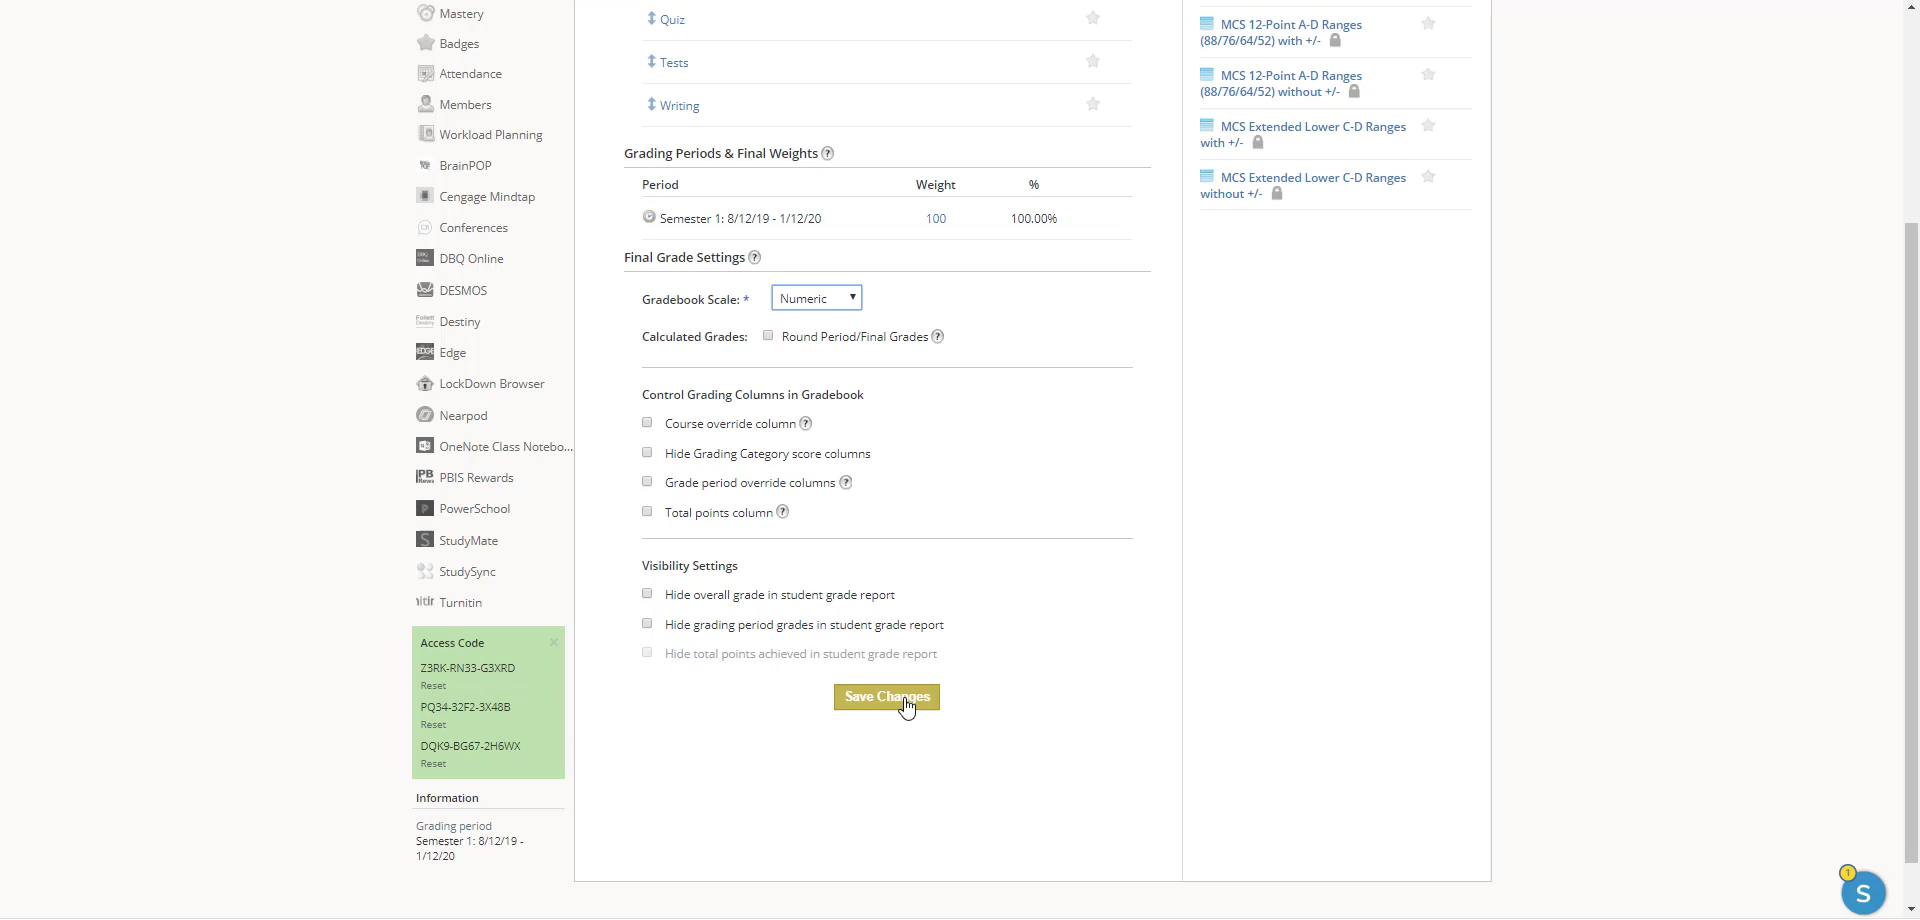 Mastery
Badges
Attendance
Members
Workload Planning
BrainPOP
Cengage Mindtap
Conferences
DBQ Online
DESMOS
Destiny
Edge
LockDown Browser
Nearpod
OneNote Class Notebo...
PBIS Rewards
PowerSchool
StudyMate
StudySync
Turnitin
Access Code
Z3RK-RN33-G3XRD
Reset
PQ34-32F2-3X48B
Reset
DQK9-BG67-2H6WX
Reset
Information
Grading period
Semester 1: 8/12/19 -
1/12/20
Quiz
Tests
Writing
Grading Periods & Final Weights ?
Period Weight %
Semester 1: 8/12/19 - 1/12/20 100 100.00%
Final Grade Settings ?
Gradebook Scale: * Numeric
Calculated Grades: Round Period/Final Grades ?
Control Grading Columns in Gradebook
Course override column ?
Hide Grading Category score columns
Grade period override columns ?
Total points column ?
Visibility Settings
Hide overall grade in student grade report
Hide grading period grades in student grade report
Hide total points achieved in student grade report
Save Changes
MCS 12-Point A-D Ranges
(88/76/64/52) with +/-
MCS 12-Point A-D Ranges
(88/76/64/52) without +/-
MCS Extended Lower C-D Ranges
with +/-
MCS Extended Lower C-D Ranges
without +/-
1
S